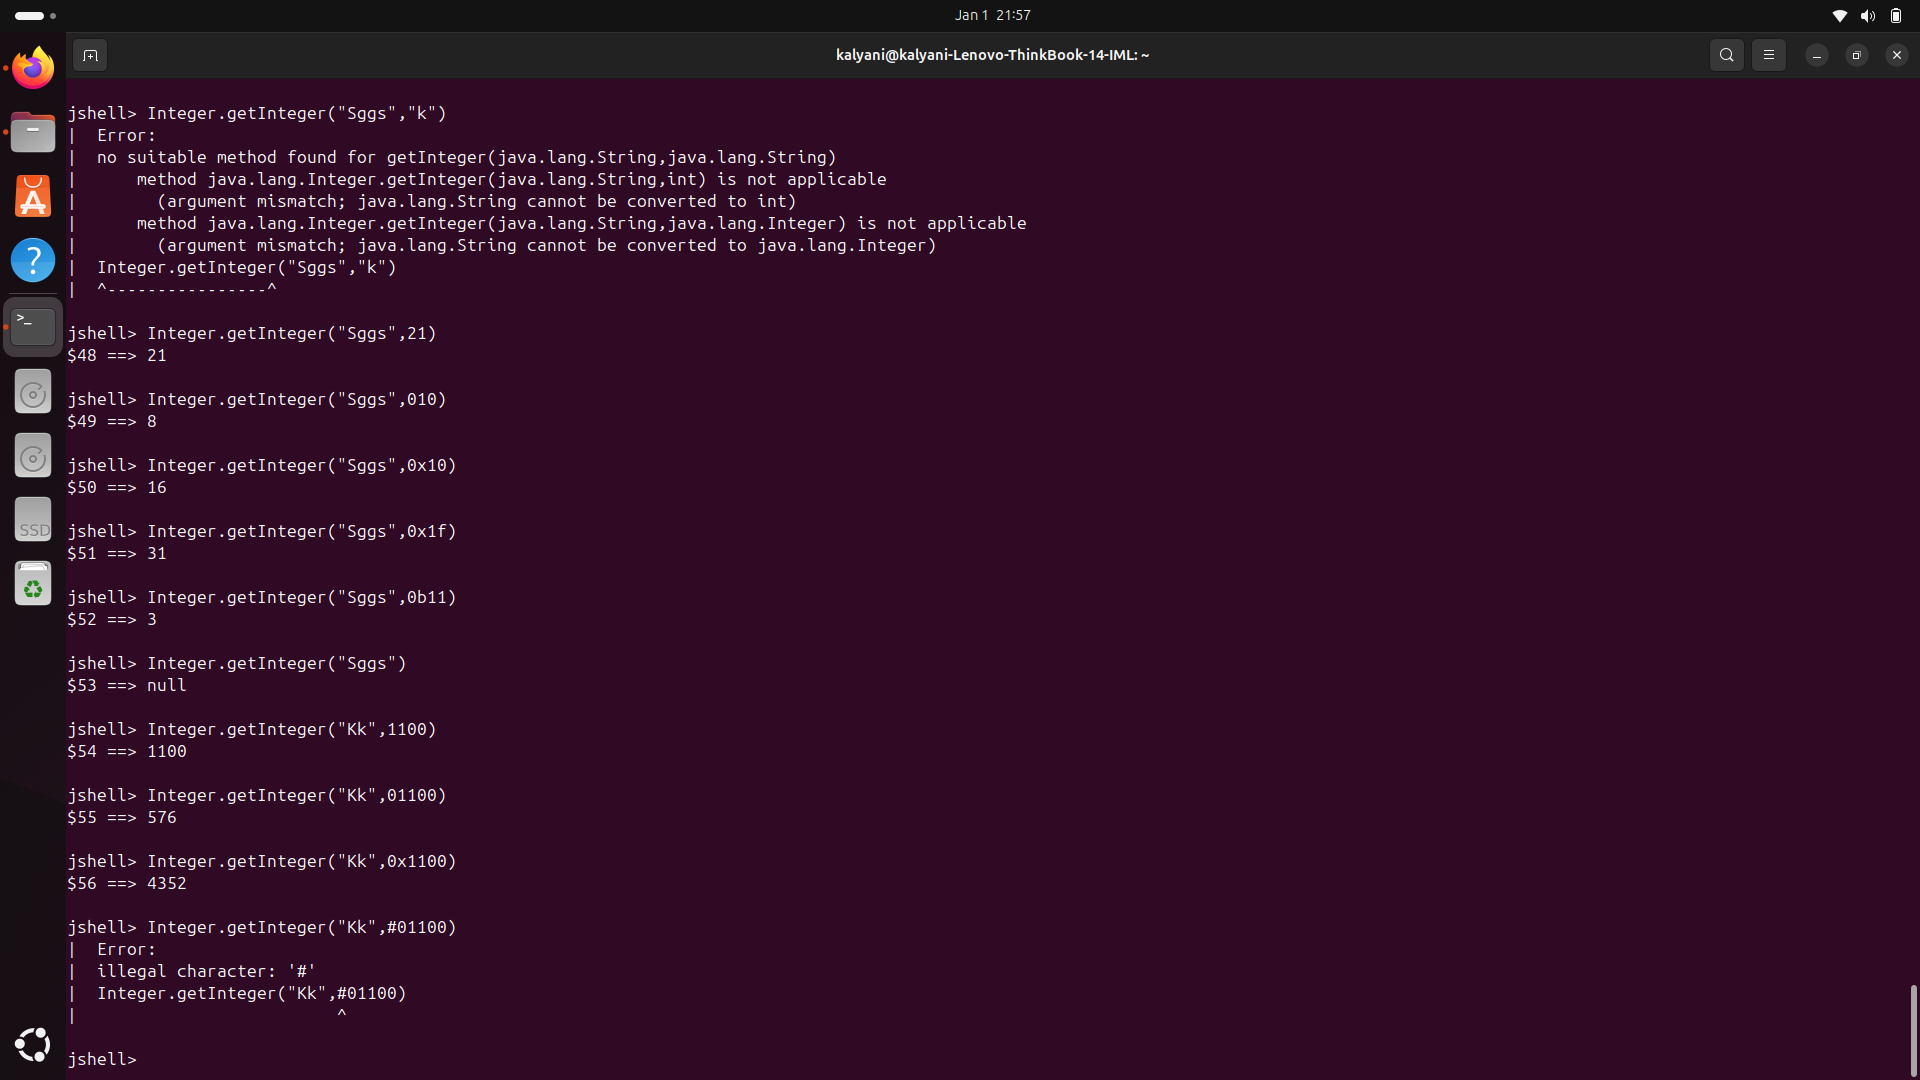 Jan 1 21:57
kalyani@kalyani-Lenovo-ThinkBook-14-IML: ~
jshell> Integer.getInteger("Sggs","k")
|  Error:
|  no suitable method found for getInteger(java.lang.String,java.lang.String)
|      method java.lang.Integer.getInteger(java.lang.String,int) is not applicable
|        (argument mismatch; java.lang.String cannot be converted to int)
|      method java.lang.Integer.getInteger(java.lang.String,java.lang.Integer) is not applicable
|        (argument mismatch; java.lang.String cannot be converted to java.lang.Integer)
|  Integer.getInteger("Sggs","k")
|  ^----------------^
jshell> Integer.getInteger("Sggs",21)
$48 ==> 21
jshell> Integer.getInteger("Sggs",010)
$49 ==> 8
jshell> Integer.getInteger("Sggs",0x10)
$50 ==> 16
jshell> Integer.getInteger("Sggs",0x1f)
$51 ==> 31
jshell> Integer.getInteger("Sggs",0b11)
$52 ==> 3
jshell> Integer.getInteger("Sggs")
$53 ==> null
jshell> Integer.getInteger("Kk",1100)
$54 ==> 1100
jshell> Integer.getInteger("Kk",01100)
$55 ==> 576
jshell> Integer.getInteger("Kk",0x1100)
$56 ==> 4352
jshell> Integer.getInteger("Kk",#01100)
|  Error:
|  illegal character: '#'
|  Integer.getInteger("Kk",#01100)
|                          ^
jshell>
>_
SSD